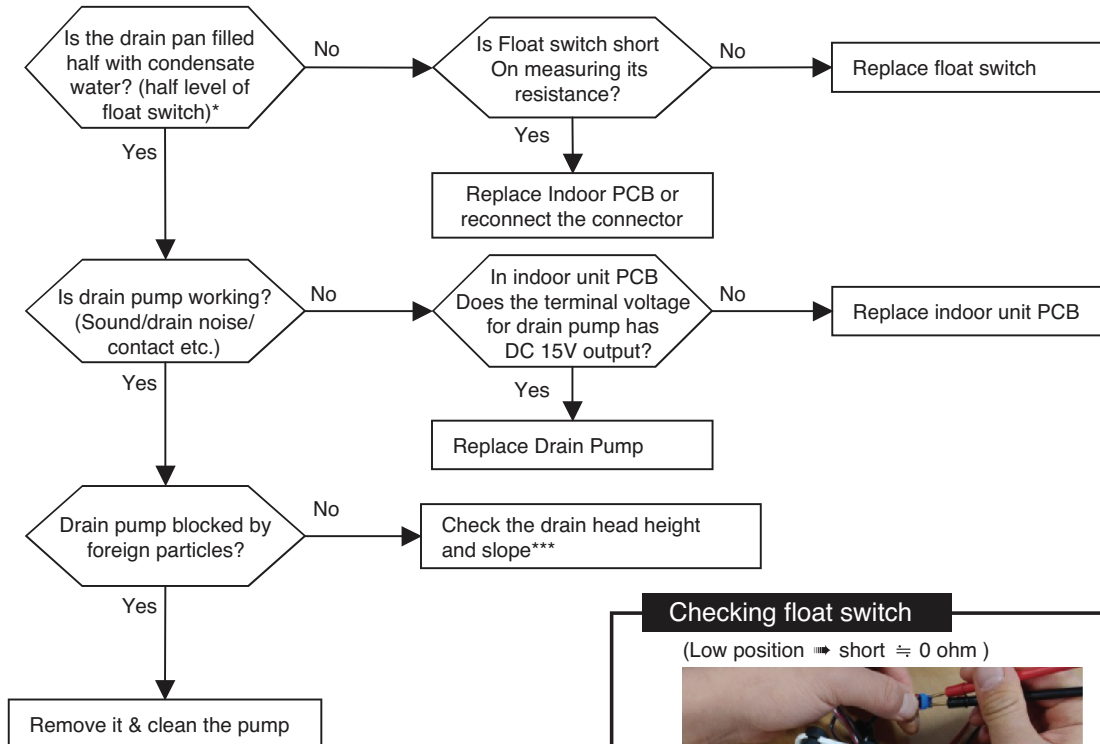 Is the drain pan filled
half with condensate
water? (half level of
float switch)*
No
Is Float switch short
On measuring its
resistance?
No
Replace float switch
Yes
Yes
Replace Indoor PCB or
reconnect the connector
Is drain pump working?
(Sound/drain noise/
contact etc.)
No
In indoor unit PCB
Does the terminal voltage
for drain pump has
DC 15V output?
No
Replace indoor unit PCB
Yes
Yes
Replace Drain Pump
Drain pump blocked by
foreign particles?
No
Check the drain head height
and slope***
Yes
Remove it & clean the pump
Checking float switch
(Low position ➠ short ≒ 0 ohm )